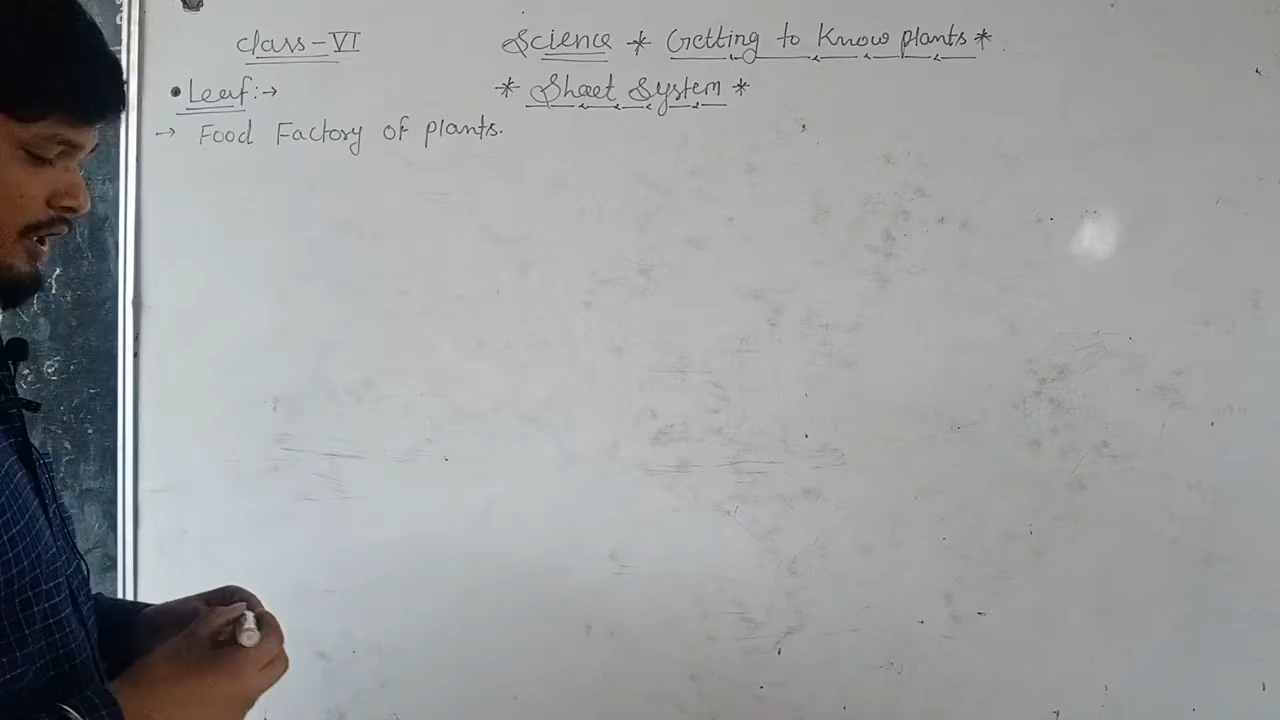 class-VI Science * Getting to Know plants *
• Leaf:→ * Shoot System *
→ Food Factory of plants.